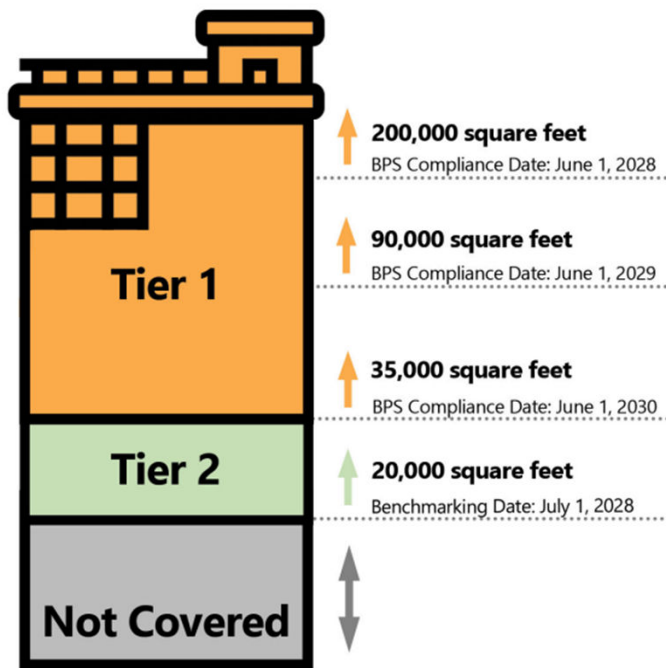 200,000 square feet
BPS Compliance Date: June 1, 2028
90,000 square feet
BPS Compliance Date: June 1, 2029
Tier 1
35,000 square feet
BPS Compliance Date: June 1, 2030
Tier 2
20,000 square feet
Benchmarking Date: July 1, 2028
Not Covered